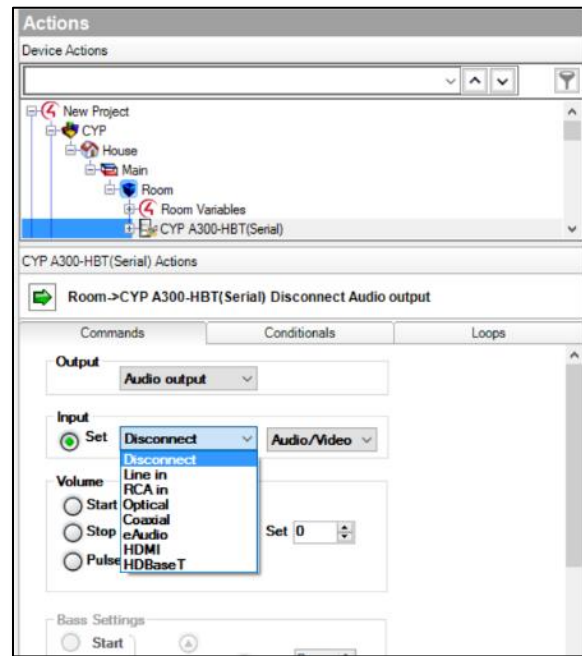 Actions
Device Actions
New Project
CYP
House
Main
Room
Room Variables
CYP A300-HBT(Serial)
CYP A300-HBT(Serial) Actions
Room->CYP A300-HBT(Serial) Disconnect Audio output
Commands Conditionals Loops
Output
Audio output
Input
Set Disconnect Audio/Video
Disconnect
Line in
RCA in
Optical
Coaxial
eAudio
HDMI
HDBaseT
Volume
Start
Stop Set 0
Pulse
Bass Settings
Start